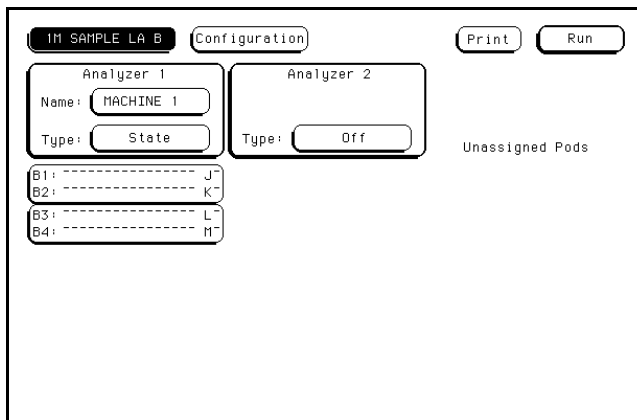 1M SAMPLE LA B Configuration Print Run
Analyzer 1 Analyzer 2
Name: MACHINE 1
Type: State Type: Off
Unassigned Pods
B1: ---------------- J
B2: ---------------- K
B3: ---------------- L
B4: ---------------- M